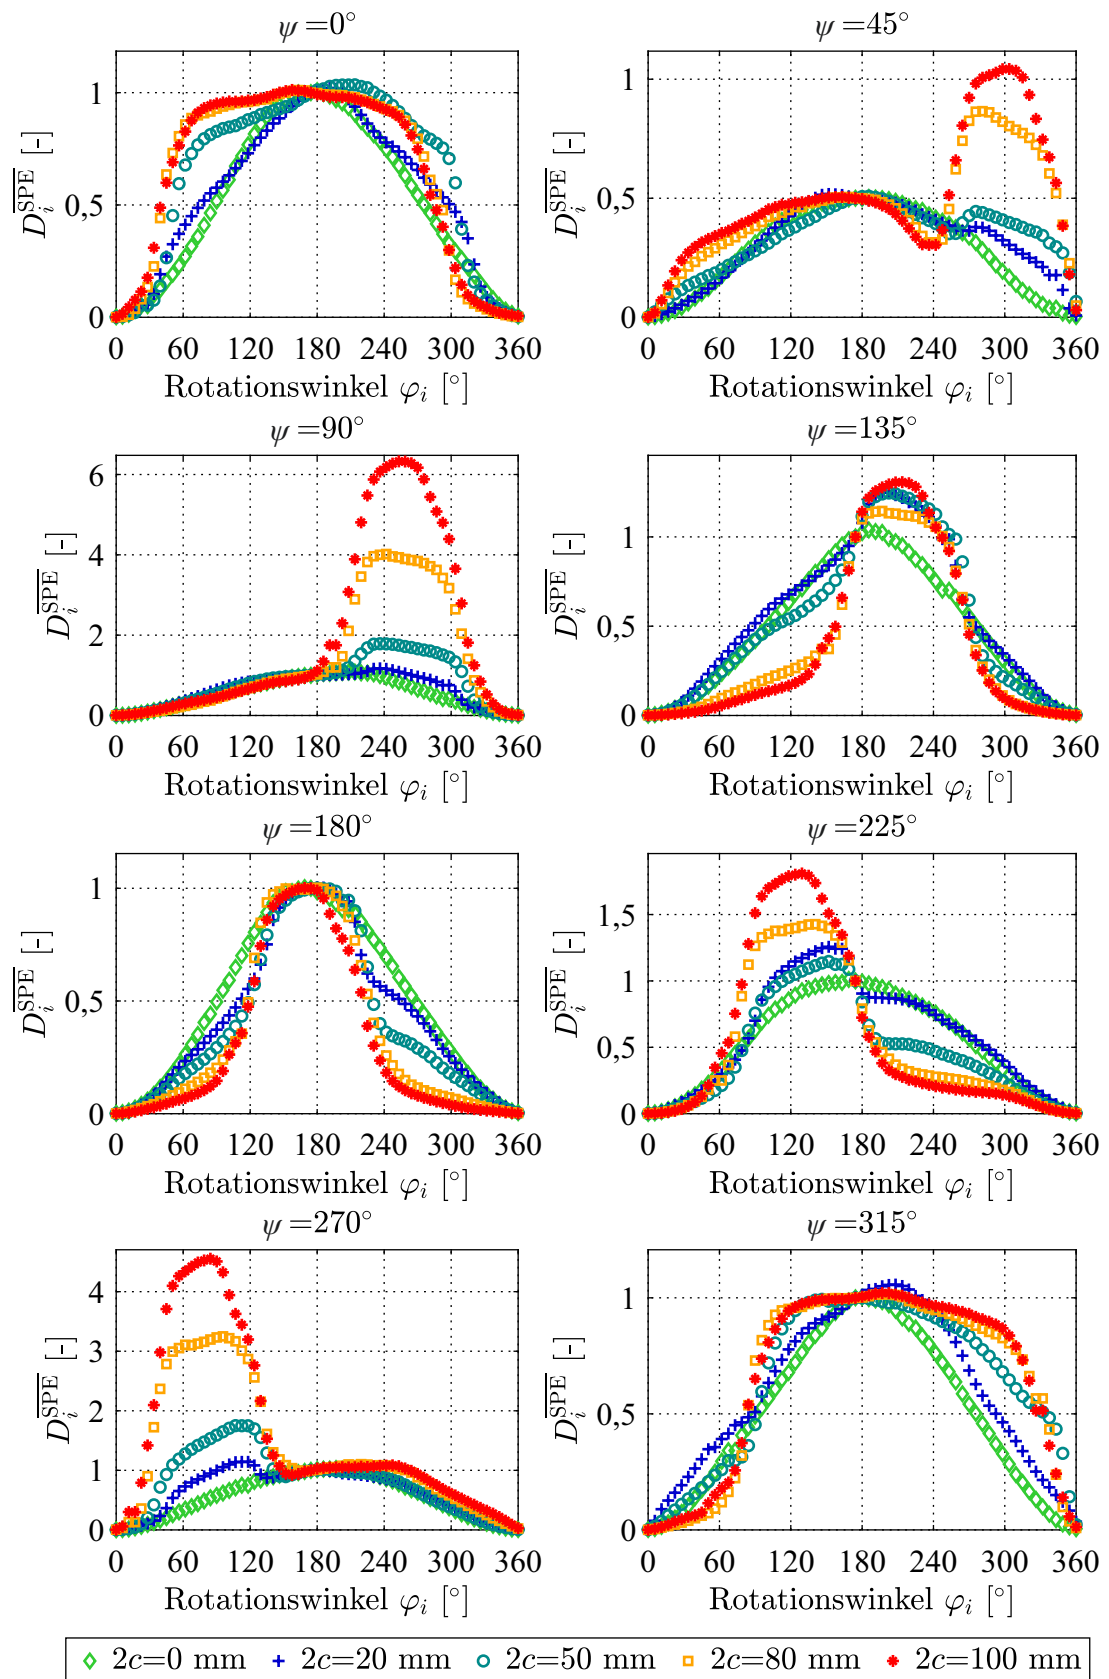 ψ =0°
ψ =45°
1
0,5
0
D_i^SPE [-]
0 60 120 180 240 300 360
Rotationswinkel φ_i [°]
1
0,5
0
D_i^SPE [-]
0 60 120 180 240 300 360
Rotationswinkel φ_i [°]
ψ =90°
ψ =135°
6
4
2
0
D_i^SPE [-]
0 60 120 180 240 300 360
Rotationswinkel φ_i [°]
1
0,5
0
D_i^SPE [-]
0 60 120 180 240 300 360
Rotationswinkel φ_i [°]
ψ =180°
ψ =225°
1
0,5
0
D_i^SPE [-]
0 60 120 180 240 300 360
Rotationswinkel φ_i [°]
1,5
1
0,5
0
D_i^SPE [-]
0 60 120 180 240 300 360
Rotationswinkel φ_i [°]
ψ =270°
ψ =315°
4
3
2
1
0
D_i^SPE [-]
0 60 120 180 240 300 360
Rotationswinkel φ_i [°]
1
0,5
0
D_i^SPE [-]
0 60 120 180 240 300 360
Rotationswinkel φ_i [°]
2c=0 mm 2c=20 mm 2c=50 mm 2c=80 mm 2c=100 mm